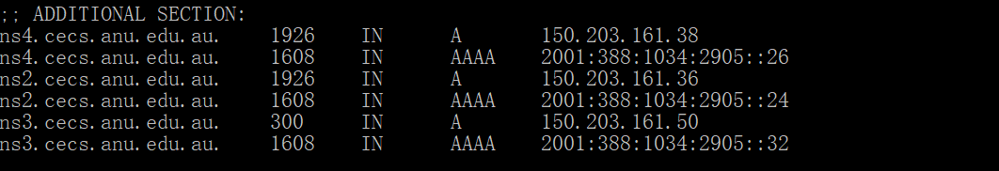 ;; ADDITIONAL SECTION:
ns4.cecs.anu.edu.au. 1926 IN A 150.203.161.38
ns4.cecs.anu.edu.au. 1608 IN AAAA 2001:388:1034:2905::26
ns2.cecs.anu.edu.au. 1926 IN A 150.203.161.36
ns2.cecs.anu.edu.au. 1608 IN AAAA 2001:388:1034:2905::24
ns3.cecs.anu.edu.au. 300 IN A 150.203.161.50
ns3.cecs.anu.edu.au. 1608 IN AAAA 2001:388:1034:2905::32